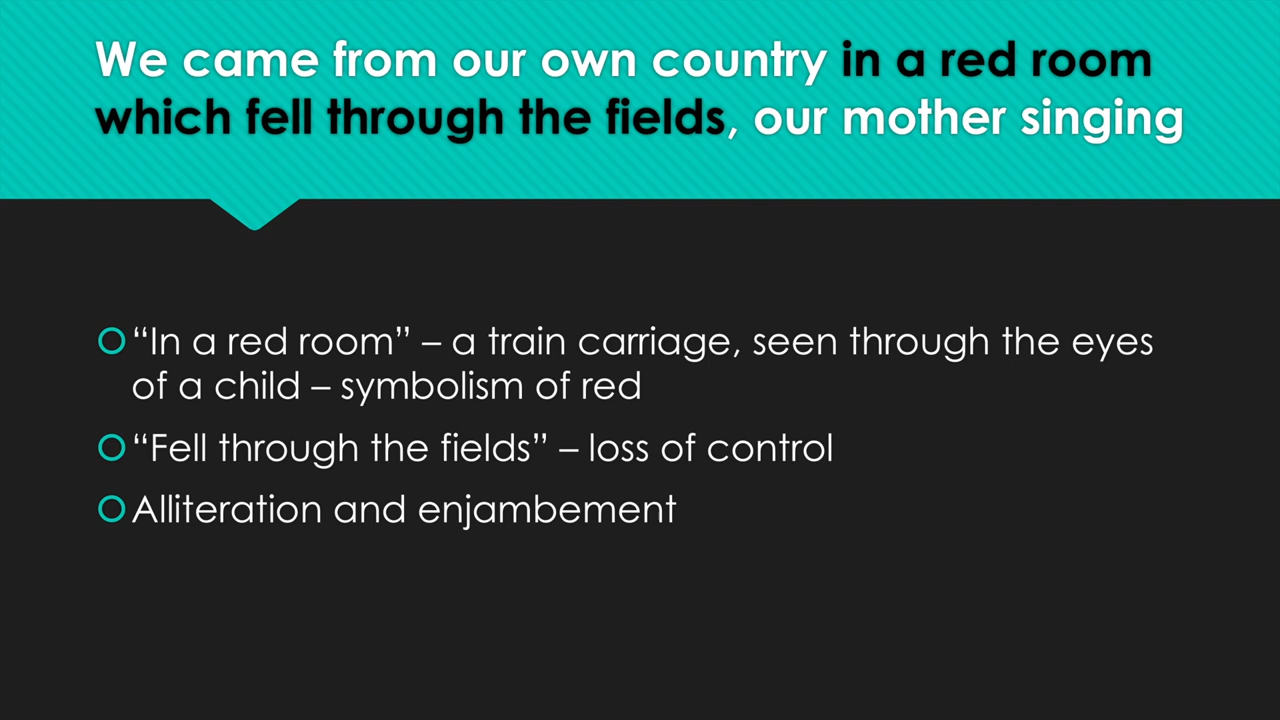 We came from our own country in a red room
which fell through the fields, our mother singing
“In a red room” – a train carriage, seen through the eyes
of a child – symbolism of red
“Fell through the fields” – loss of control
Alliteration and enjambement